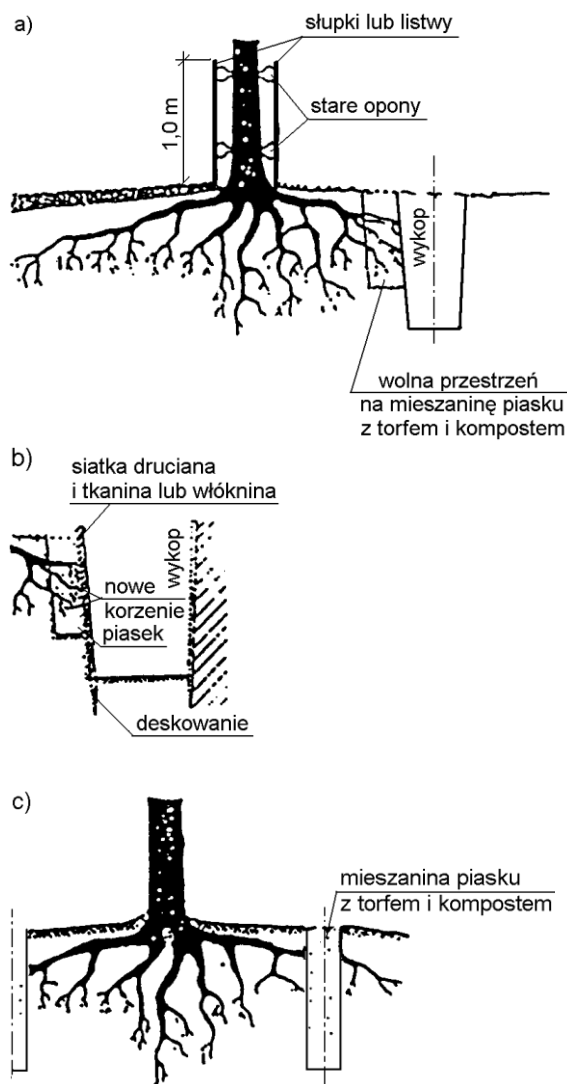 a)
słupki lub listwy
stare opony
1,0 m
wykop
wolna przestrzeń
na mieszaninę piasku
z torfem i kompostem
b)
siatka druciana
i tkanina lub włóknina
wykop
nowe
korzenie
piasek
deskowanie
c)
mieszanina piasku
z torfem i kompostem